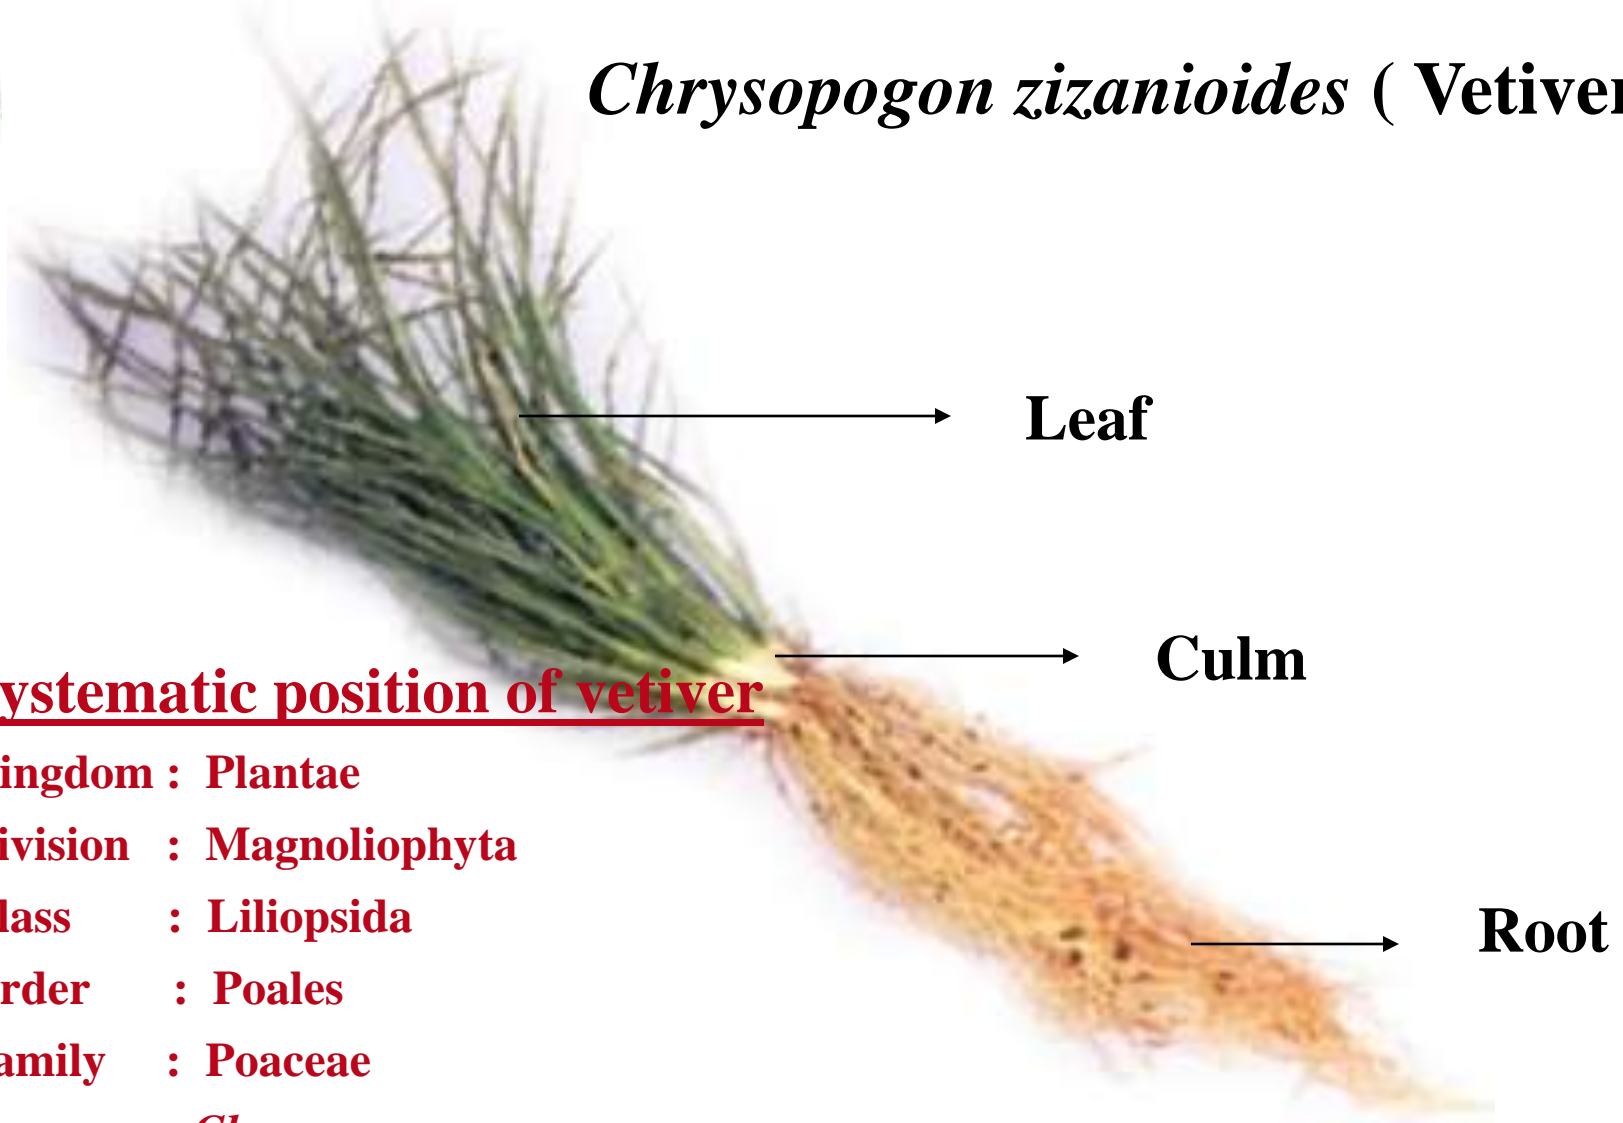 Chrysopogon zizanioides ( Vetiver
Leaf
Culm
ystematic position of vetiver
ingdom : Plantae
ivision : Magnoliophyta
lass : Liliopsida
Root
rder : Poales
amily : Poaceae